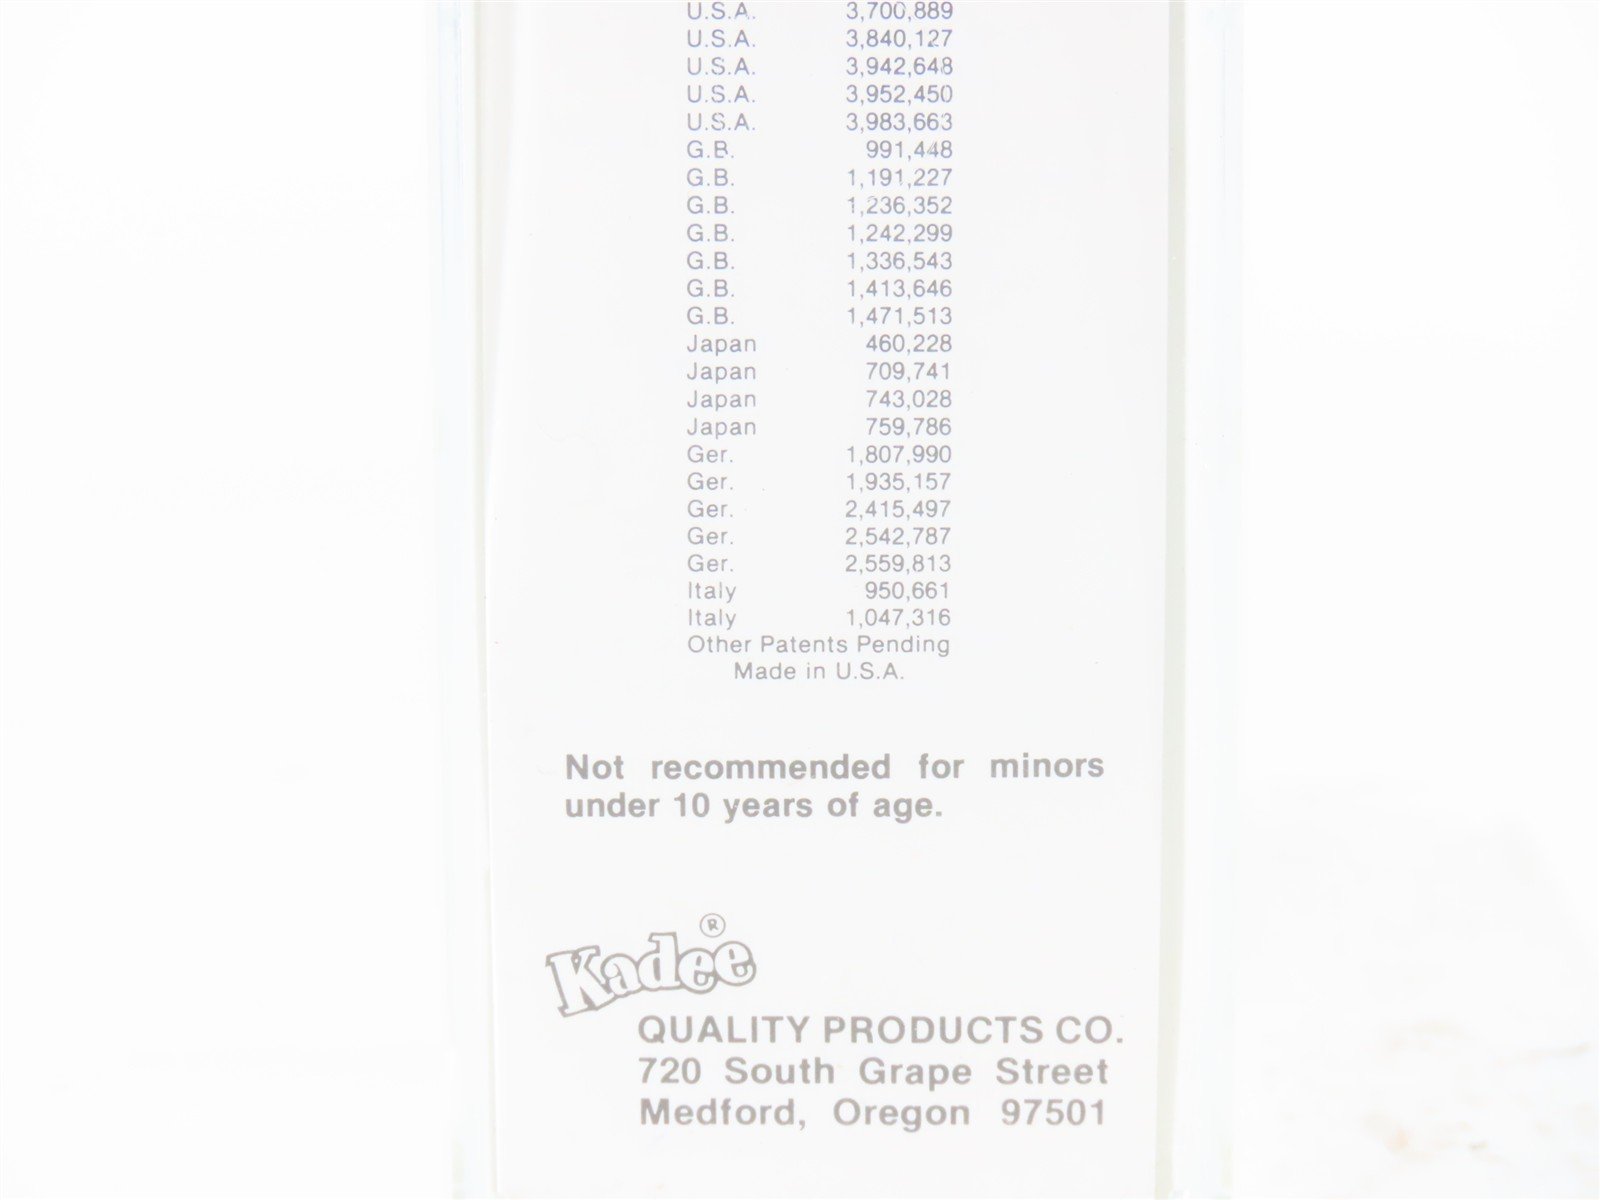 U.S.A. 3,700,889
U.S.A. 3,840,127
U.S.A. 3,942,648
U.S.A. 3,952,450
U.S.A. 3,983,663
G.B. 991,448
G.B. 1,191,227
G.B. 1,236,352
G.B. 1,242,299
G.B. 1,336,543
G.B. 1,413,646
G.B. 1,471,513
Japan 460,228
Japan 709,741
Japan 743,028
Japan 759,786
Ger. 1,807,990
Ger. 1,935,157
Ger. 2,415,497
Ger. 2,542,787
Ger. 2,559,813
Italy 950,661
Italy 1,047,316
Other Patents Pending
Made in U.S.A.
Not recommended for minors
under 10 years of age.
Kadee®
QUALITY PRODUCTS CO.
720 South Grape Street
Medford, Oregon 97501